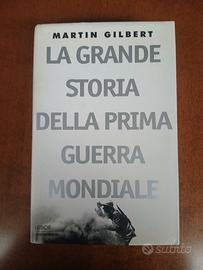 MARTIN GILBERT
LA GRANDE
STORIA
DELLA PRIMA
GUERRA
MONDIALE
subito